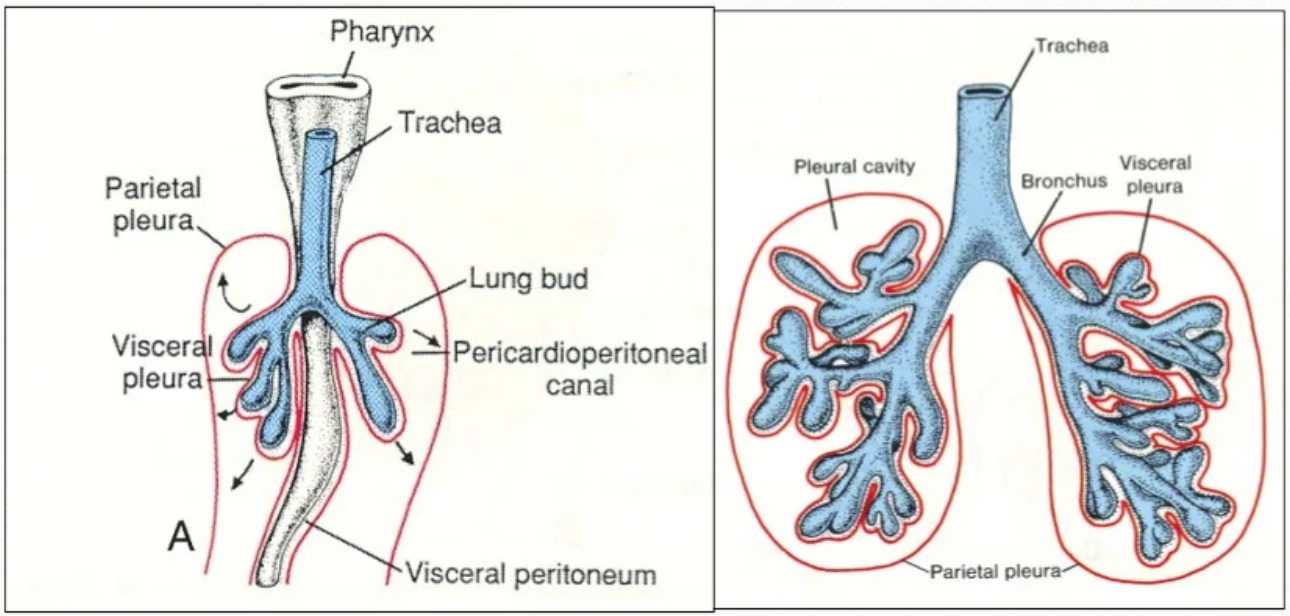 Pharynx
Trachea
Parietal
pleura
Lung bud
Visceral
pleura
Pericardioperitoneal
canal
A
Visceral peritoneum
Trachea
Pleural cavity
Visceral
pleura
Bronchus
Parietal pleura